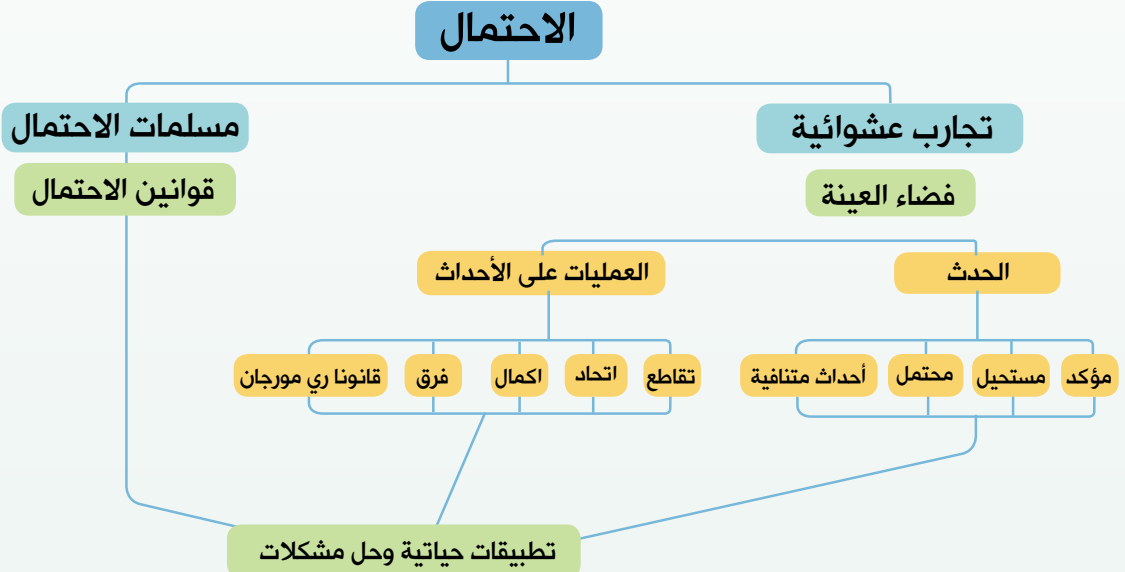 الاحتمال
تجارب عشوائية
مسلمات الاحتمال
فضاء العينة
قوانين الاحتمال
الحدث
العمليات على الأحداث
مؤكد
مستحيل
محتمل
أحداث متنافية
تقاطع
اتحاد
اكمال
فرق
قانونا ري مورجان
تطبيقات حياتية وحل مشكلات